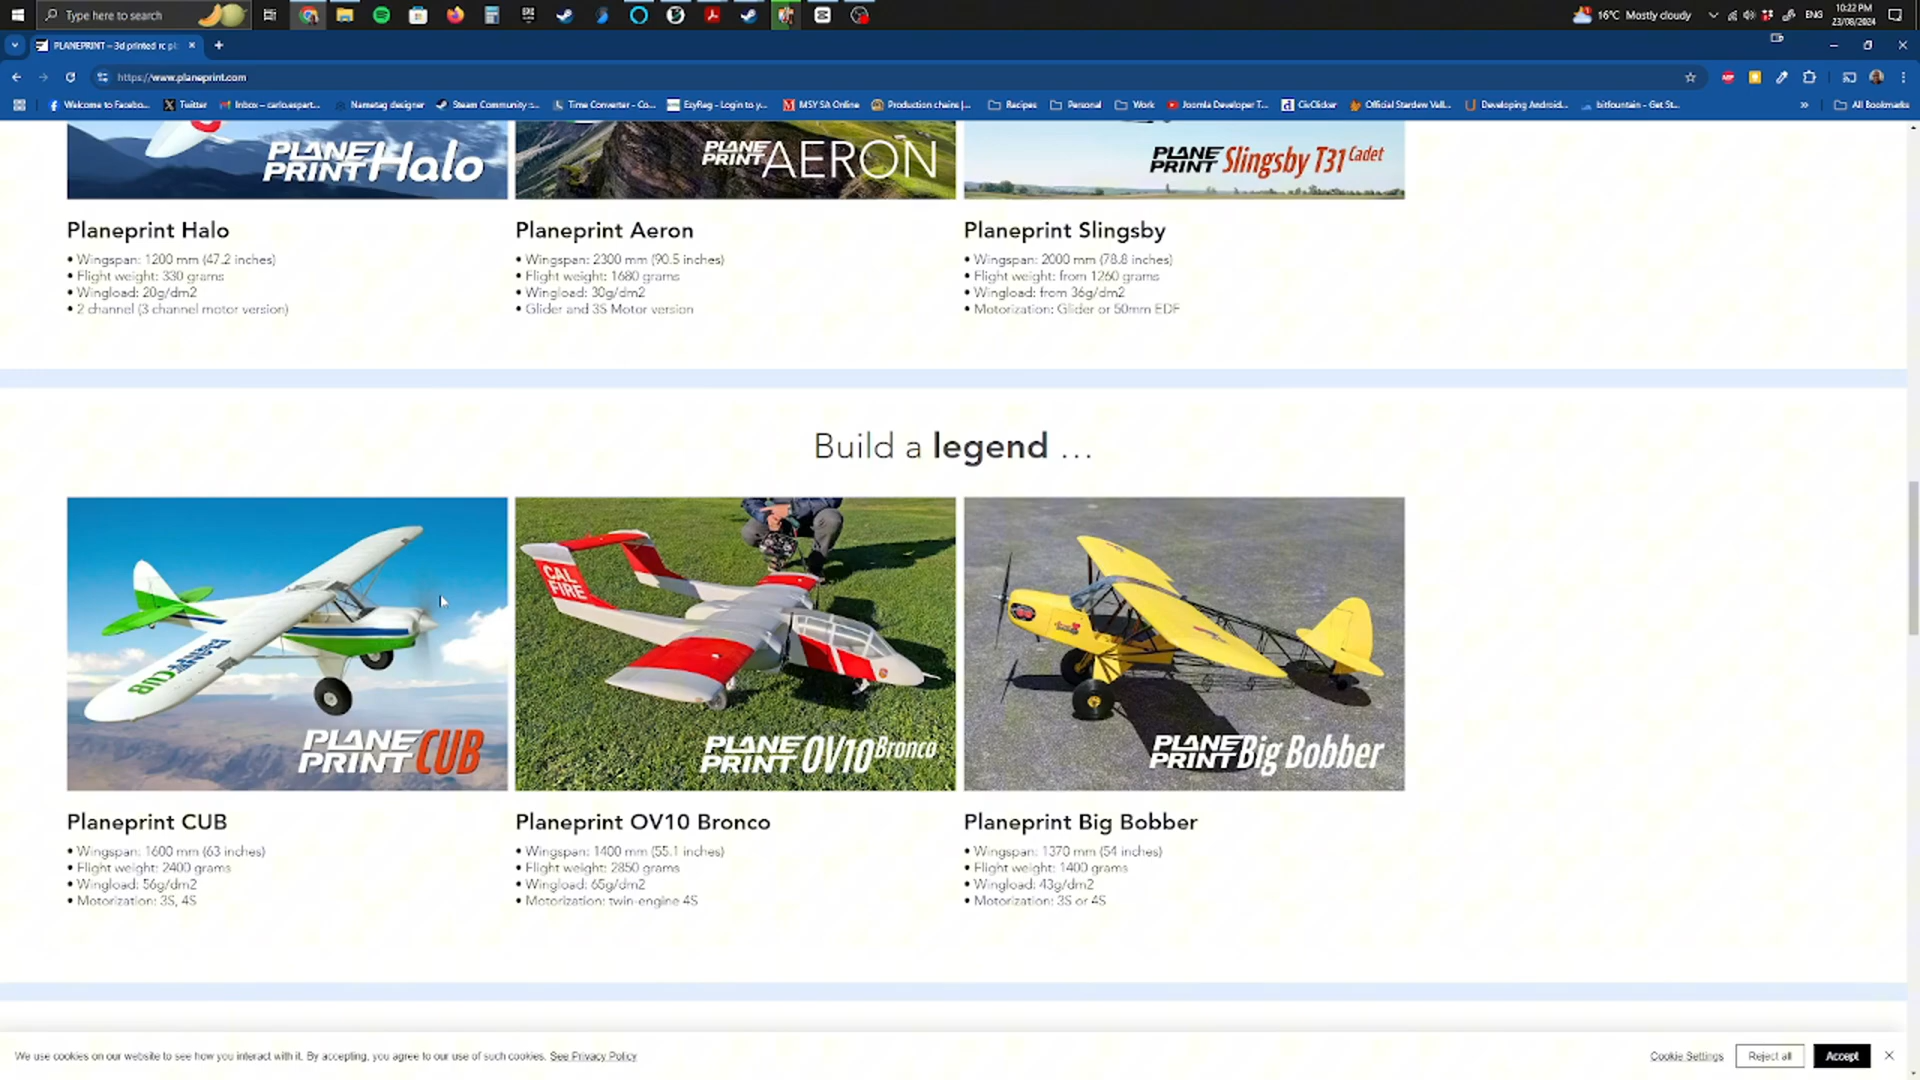 Type here to search
16°C Mostly cloudy
ENG
10:22 PM
23/08/2024
PLANEPRINT – 3d printed rc pl
https://www.planeprint.com
Welcome to Facebo...
Twitter
Inbox – carlo.espart...
Nametag designer
Steam Community :...
Time Converter - Co...
EzyReg - Login to y...
MSY SA Online
Production chains |...
Recipes
Personal
Work
Joomla Developer T...
CivClicker
Official Stardew Vall...
Developing Android...
bitfountain - Get St...
All Bookmarks
PLANE PRINT Halo
PLANE PRINT AERON
PLANE PRINT Slingsby T31 Cadet
Planeprint Halo
• Wingspan: 1200 mm (47.2 inches)
• Flight weight: 330 grams
• Wingload: 20g/dm2
• 2 channel (3 channel motor version)
Planeprint Aeron
• Wingspan: 2300 mm (90.5 inches)
• Flight weight: 1680 grams
• Wingload: 30g/dm2
• Glider and 3S Motor version
Planeprint Slingsby
• Wingspan: 2000 mm (78.8 inches)
• Flight weight: from 1260 grams
• Wingload: from 36g/dm2
• Motorization: Glider or 50mm EDF
Build a legend ...
CUB
PLANE PRINT CUB
CAL FIRE
PLANE PRINT OV10 Bronco
PLANE PRINT Big Bobber
Planeprint CUB
• Wingspan: 1600 mm (63 inches)
• Flight weight: 2400 grams
• Wingload: 56g/dm2
• Motorization: 3S, 4S
Planeprint OV10 Bronco
• Wingspan: 1400 mm (55.1 inches)
• Flight weight: 2850 grams
• Wingload: 65g/dm2
• Motorization: twin-engine 4S
Planeprint Big Bobber
• Wingspan: 1370 mm (54 inches)
• Flight weight: 1400 grams
• Wingload: 43g/dm2
• Motorization: 3S or 4S
We use cookies on our website to see how you interact with it. By accepting, you agree to our use of such cookies. See Privacy Policy
Cookie Settings
Reject all
Accept